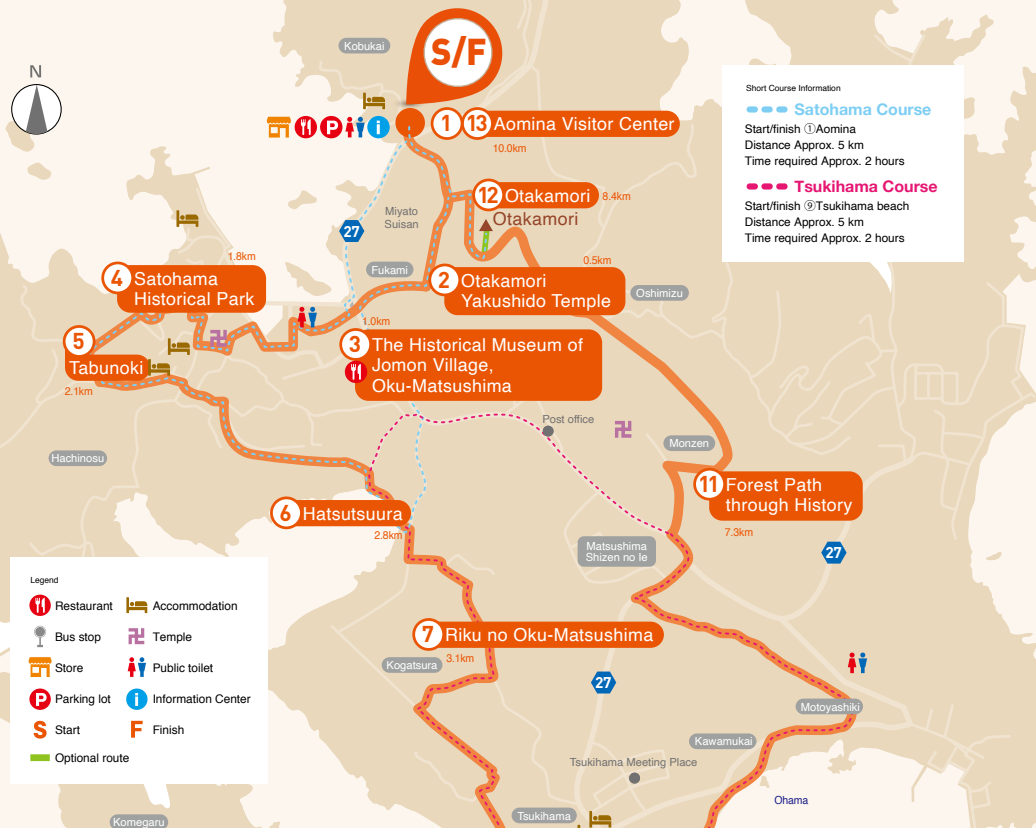 Kobukai
S/F
N
1 13 Aomina Visitor Center
10.0km
P
i
12 Otakamori
8.4km
Otakamori
Miyato
Suisan
27
1.8km
4 Satohama
Historical Park
Fukami
0.5km
2 Otakamori
Yakushido Temple
Oshimizu
1.0km
3 The Historical Museum of
Jomon Village,
Oku-Matsushima
5
Tabunoki
2.1km
Post office
Monzen
Hachinosu
11 Forest Path
through History
7.3km
6 Hatsutsuura
2.8km
Matsushima
Shizen no Ie
27
7 Riku no Oku-Matsushima
3.1km
Kogatsura
27
Motoyashiki
Kawamukai
Tsukihama Meeting Place
Ohama
Tsukihama
Komegaru
Short Course Information
Satohama Course
Start/finish ①Aomina
Distance Approx. 5 km
Time required Approx. 2 hours
Tsukihama Course
Start/finish ⑨Tsukihama beach
Distance Approx. 5 km
Time required Approx. 2 hours
Legend
Restaurant Accommodation
Bus stop Temple
Store Public toilet
P Parking lot i Information Center
S Start F Finish
Optional route